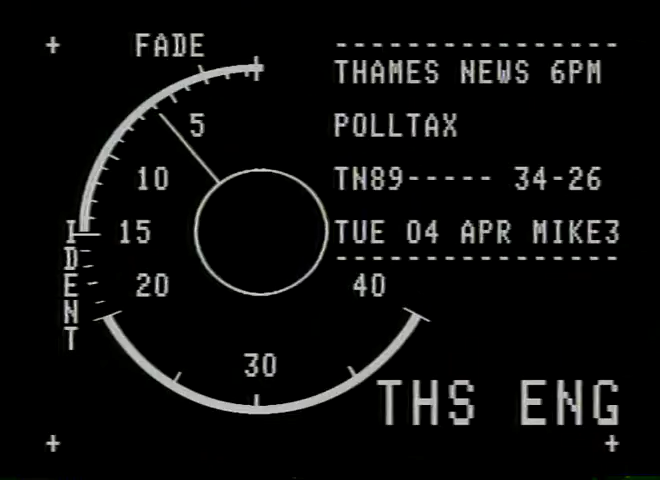 FADE
----------------
THAMES NEWS 6PM
POLLTAX
TN89----- 34-26
TUE 04 APR MIKE3
----------------
5
10
15
20
30
40
IDENT
THS ENG